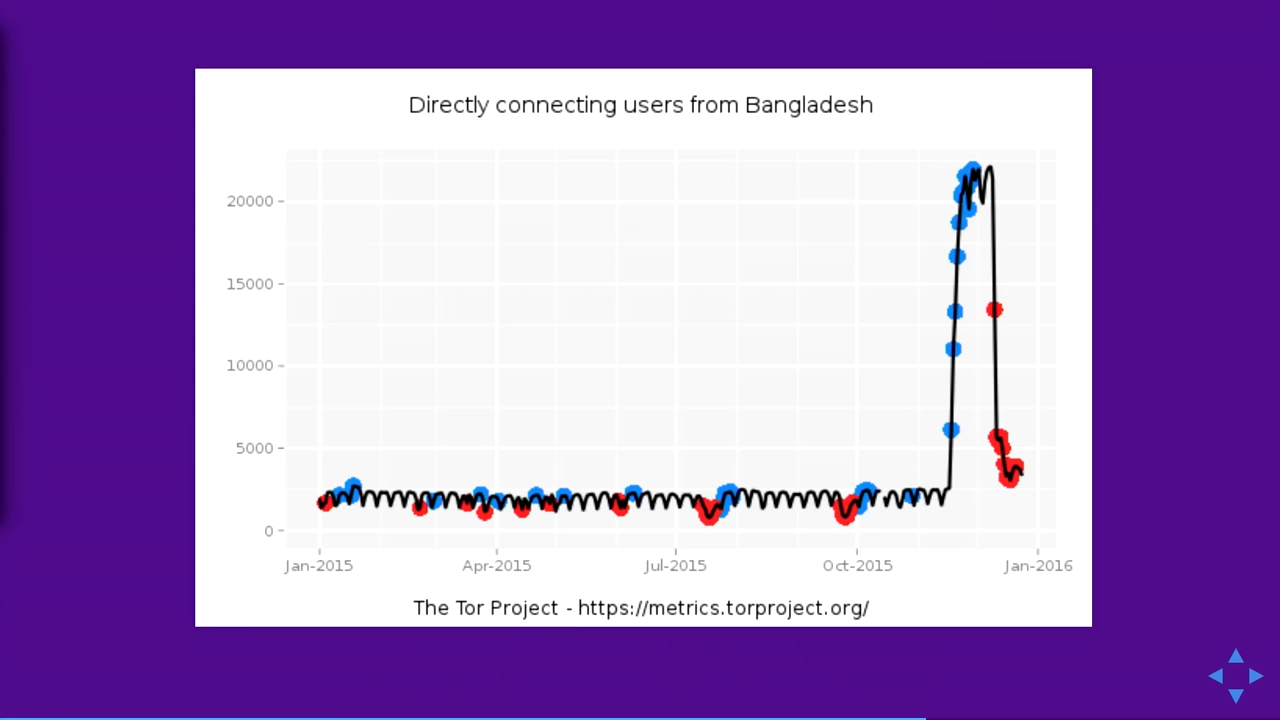 Directly connecting users from Bangladesh
20000
15000
10000
5000
0
Jan-2015 Apr-2015 Jul-2015 Oct-2015 Jan-2016
The Tor Project - https://metrics.torproject.org/